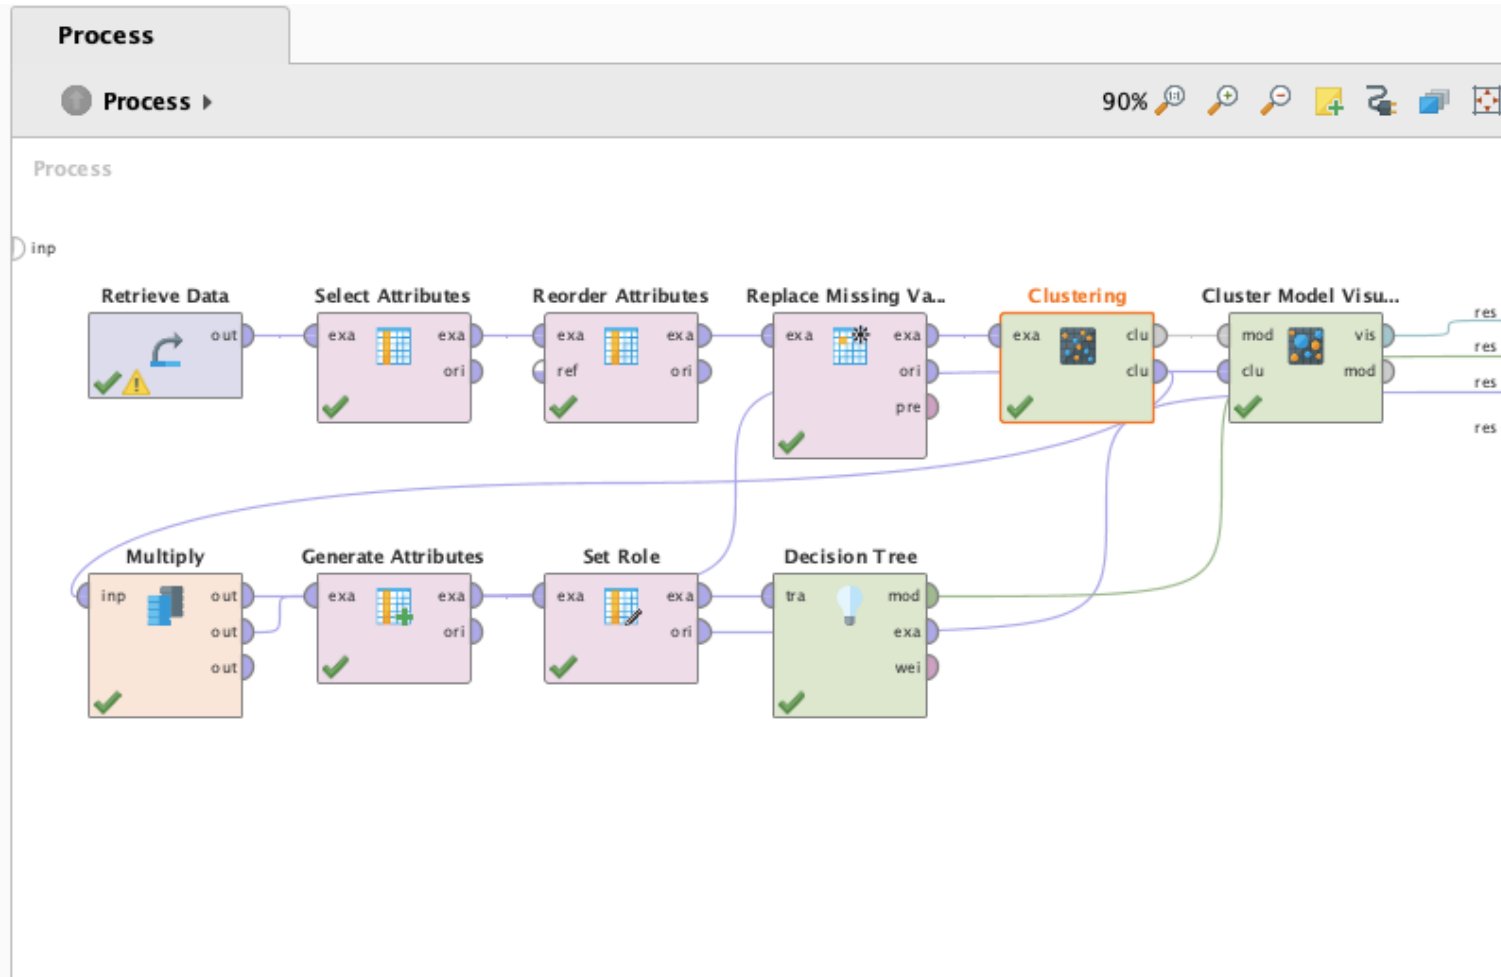 Process
Process
90%
Process
inp
Retrieve Data
out
Select Attributes
exa exa
ori
Reorder Attributes
exa exa
ref ori
Replace Missing Va...
exa exa
ori
pre
Clustering
exa clu
clu
Cluster Model Visu...
mod vis
clu mod
res
res
res
res
Multiply
inp out
out
out
Generate Attributes
exa exa
ori
Set Role
exa exa
ori
Decision Tree
tra mod
exa
wei